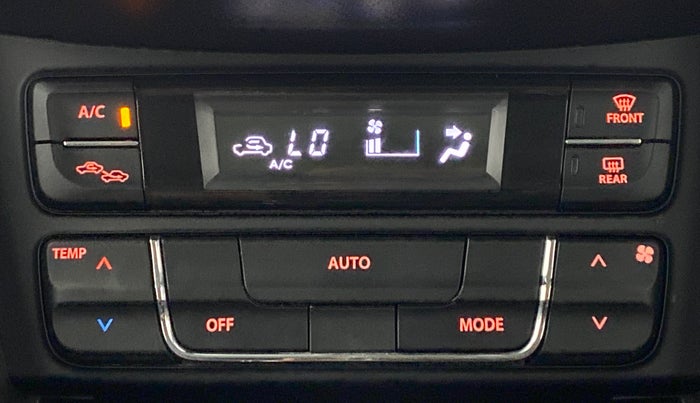 A/C
LO
A/C
FRONT
REAR
TEMP
AUTO
OFF
MODE